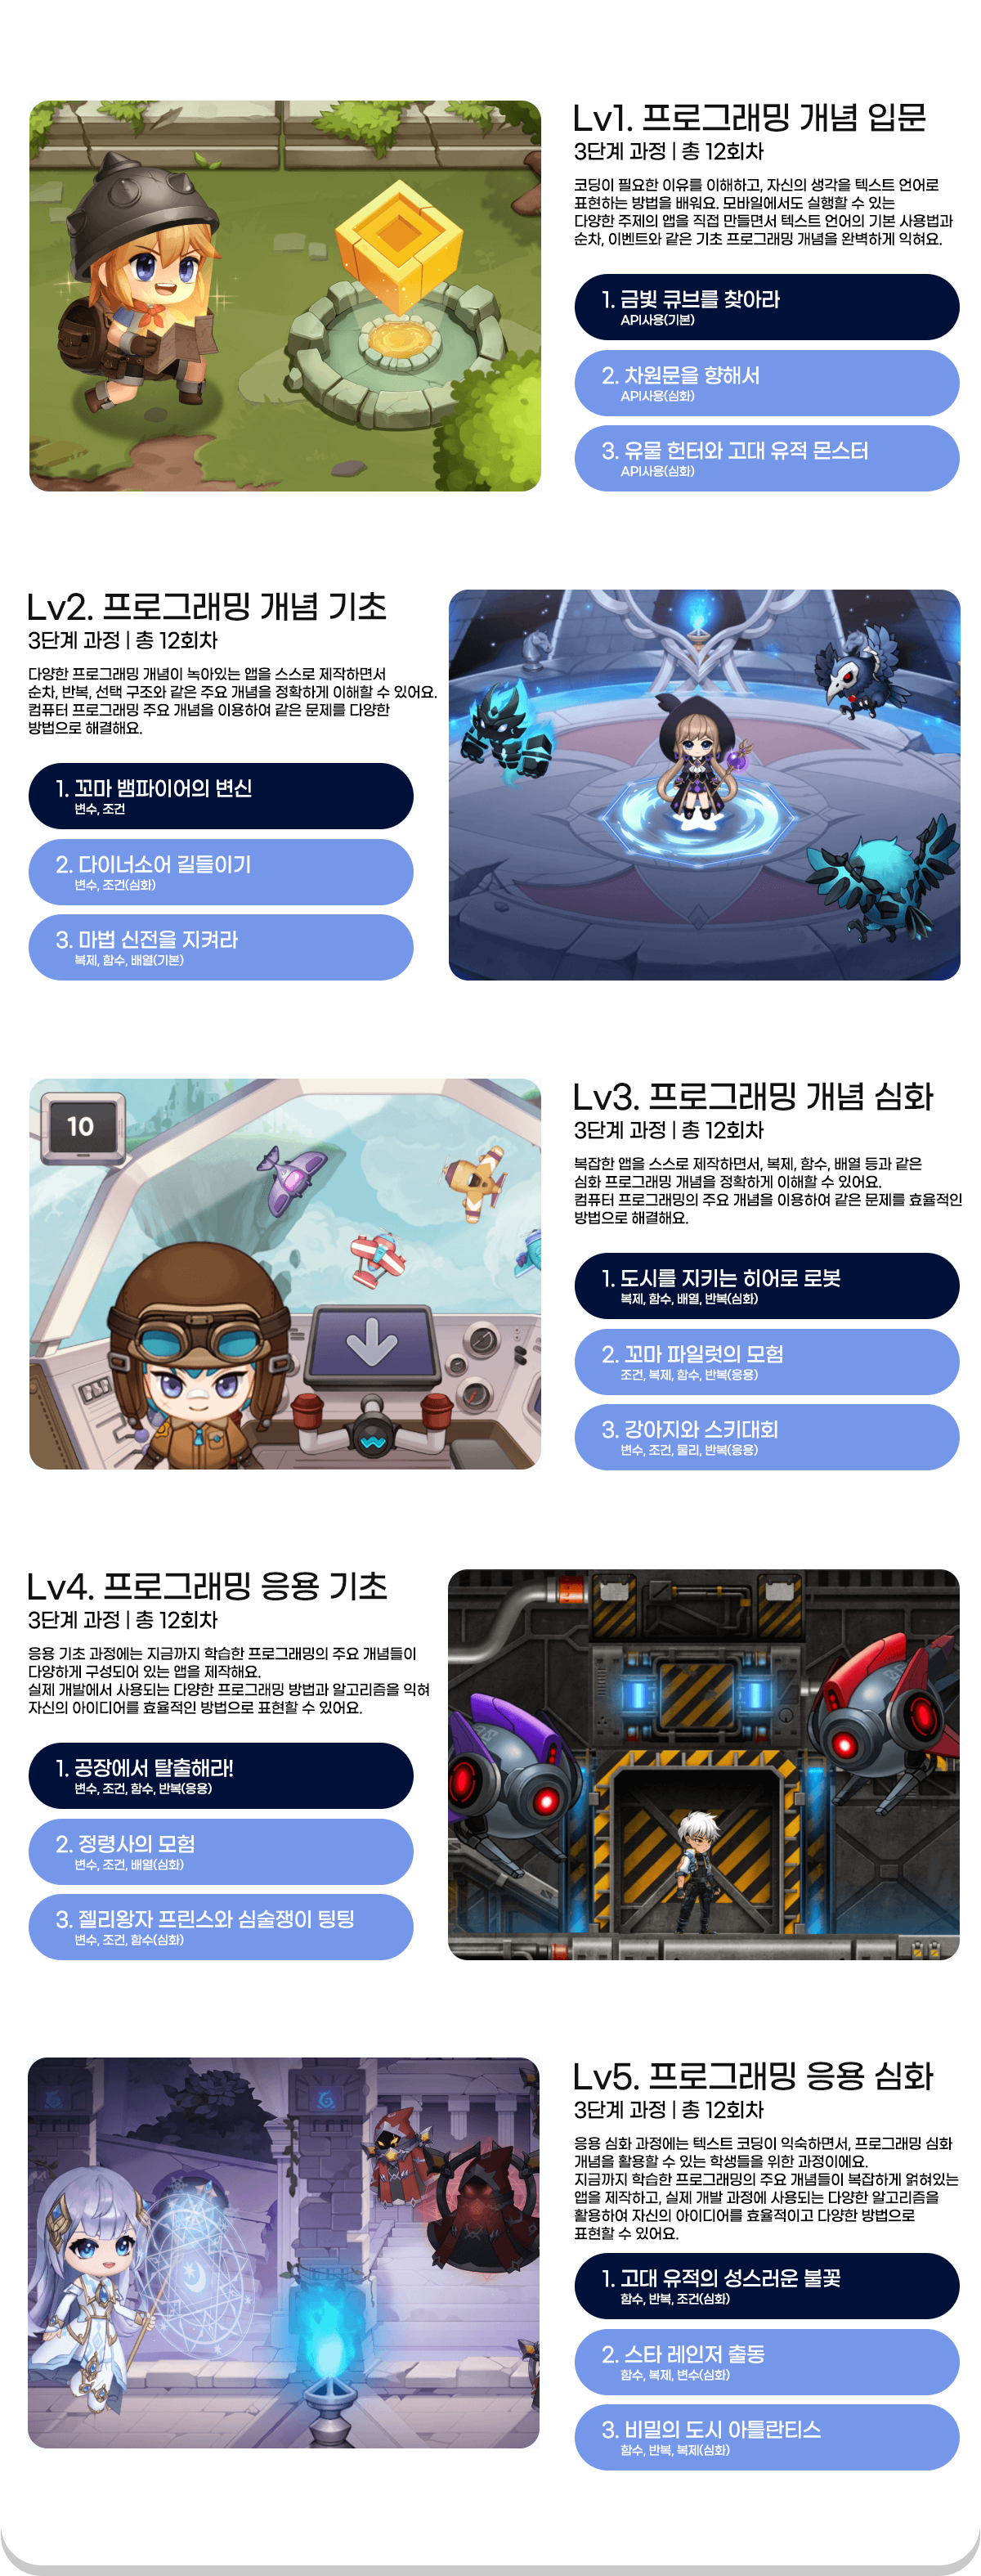 Lv1. 프로그래밍 개념 입문
3단계 과정 | 총 12회차
코딩이 필요한 이유를 이해하고, 자신의 생각을 텍스트 언어로
표현하는 방법을 배워요. 모바일에서도 실행할 수 있는
다양한 주제의 앱을 직접 만들면서 텍스트 언어의 기본 사용법과
순차, 이벤트와 같은 기초 프로그래밍 개념을 완벽하게 익혀요.
1. 금빛 큐브를 찾아라
API사용(기본)
2. 차원문을 향해서
API사용(심화)
3. 유물 헌터와 고대 유적 몬스터
API사용(심화)
Lv2. 프로그래밍 개념 기초
3단계 과정 | 총 12회차
다양한 프로그래밍 개념이 녹아있는 앱을 스스로 제작하면서
순차, 반복, 선택 구조와 같은 주요 개념을 정확하게 이해할 수 있어요.
컴퓨터 프로그래밍 주요 개념을 이용하여 같은 문제를 다양한
방법으로 해결해요.
1. 꼬마 뱀파이어의 변신
변수, 조건
2. 다이너소어 길들이기
변수, 조건(심화)
3. 마법 신전을 지켜라
복제, 함수, 배열(기본)
10
Lv3. 프로그래밍 개념 심화
3단계 과정 | 총 12회차
복잡한 앱을 스스로 제작하면서, 복제, 함수, 배열 등과 같은
심화 프로그래밍 개념을 정확하게 이해할 수 있어요.
컴퓨터 프로그래밍의 주요 개념을 이용하여 같은 문제를 효율적인
방법으로 해결해요.
1. 도시를 지키는 히어로 로봇
복제, 함수, 배열, 반복(심화)
2. 꼬마 파일럿의 모험
조건, 복제, 함수, 반복(응용)
3. 강아지와 스키대회
변수, 조건, 물리, 반복(응용)
Lv4. 프로그래밍 응용 기초
3단계 과정 | 총 12회차
응용 기초 과정에는 지금까지 학습한 프로그래밍의 주요 개념들이
다양하게 구성되어 있는 앱을 제작해요.
실제 개발에서 사용되는 다양한 프로그래밍 방법과 알고리즘을 익혀
자신의 아이디어를 효율적인 방법으로 표현할 수 있어요.
1. 공장에서 탈출해라!
변수, 조건, 함수, 반복(응용)
2. 정령사의 모험
변수, 조건, 배열(심화)
3. 젤리왕자 프린스와 심술쟁이 팅팅
변수, 조건, 함수(심화)
Lv5. 프로그래밍 응용 심화
3단계 과정 | 총 12회차
응용 심화 과정에는 텍스트 코딩이 익숙하면서, 프로그래밍 심화
개념을 활용할 수 있는 학생들을 위한 과정이에요.
지금까지 학습한 프로그래밍의 주요 개념들이 복잡하게 얽혀있는
앱을 제작하고, 실제 개발 과정에 사용되는 다양한 알고리즘을
활용하여 자신의 아이디어를 효율적이고 다양한 방법으로
표현할 수 있어요.
1. 고대 유적의 성스러운 불꽃
함수, 반복, 조건(심화)
2. 스타 레인저 출동
함수, 복제, 변수(심화)
3. 비밀의 도시 아틀란티스
함수, 반복, 복제(심화)